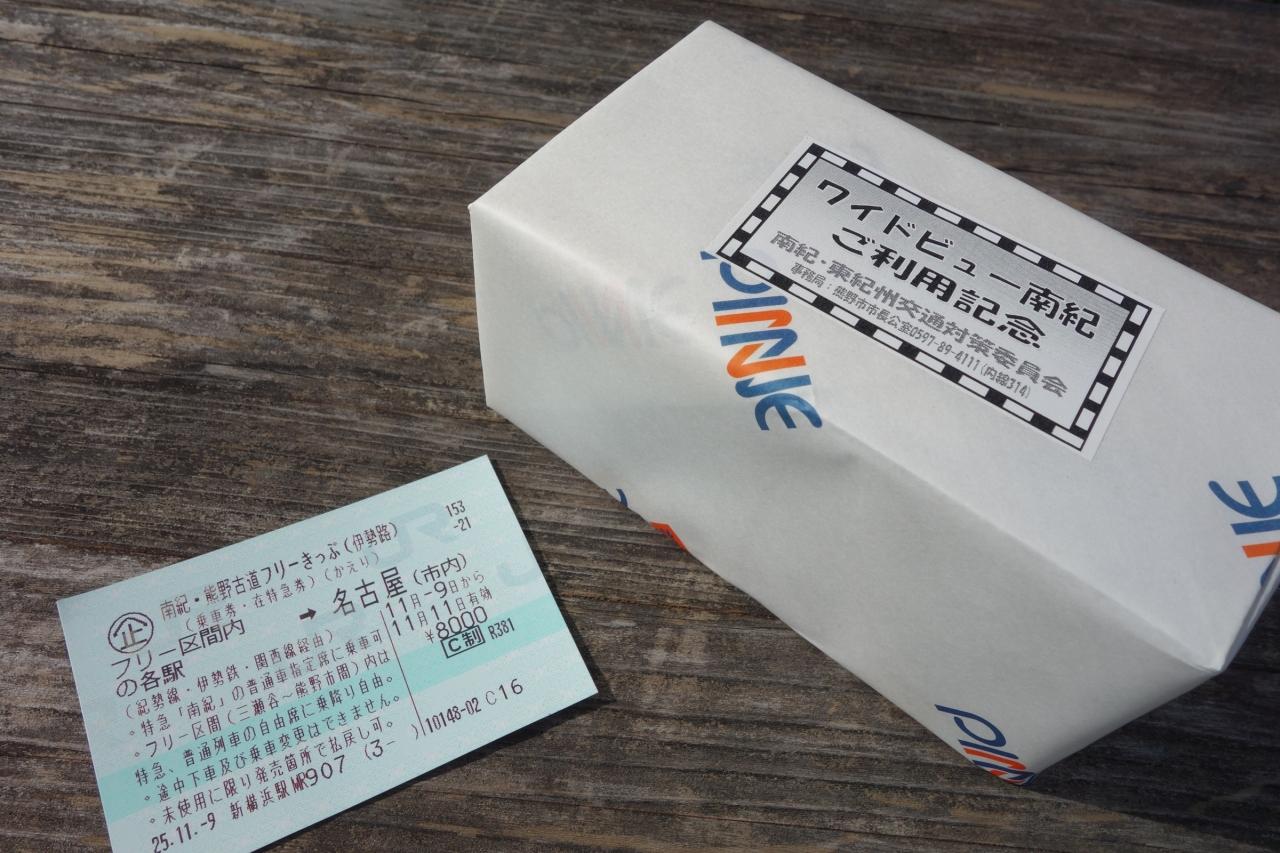 153
-21
南紀・熊野古道フリーきっぷ(伊勢路)
(乗車券・在特急券)(かえり)
フリー区間内 → 名古屋(市内)
の各駅
11月-9日から
11月11日有効
¥8000
C制 R381
(紀勢線・伊勢鉄・関西線経由)
・特急「南紀」の普通車指定席に乗車可
・フリー区間(三瀬谷〜熊野市間)内は
特急、普通列車の自由席に乗降り自由。
。途中下車及び乗車変更はできません。
。未使用に限り発売箇所で払戻し可。
25.11.-9 新横浜駅MR907 (3- ) 10148-02 C16
ワイドビュー南紀
ご利用記念
南紀・東紀州交通対策委員会
事務局:熊野市市長公室0597-89-4111(内線314)
PINE
PINE